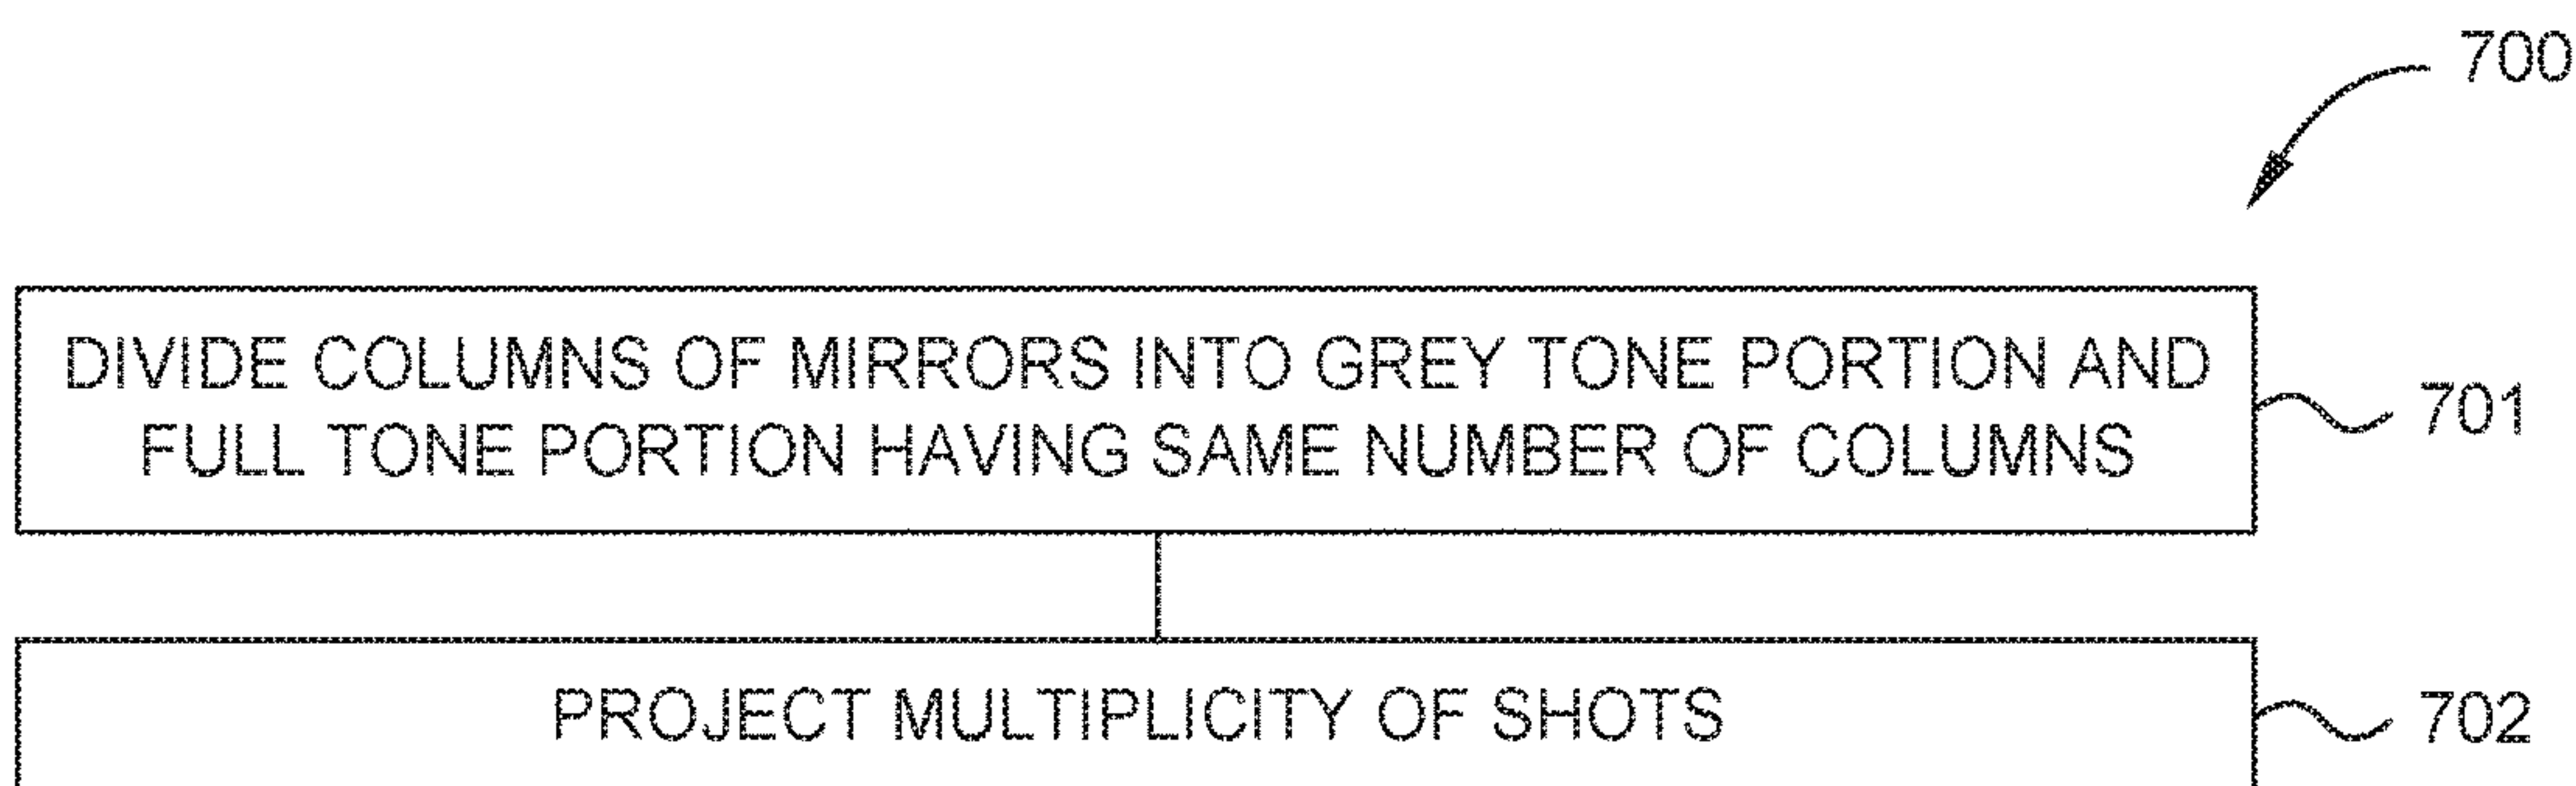 700
DIVIDE COLUMNS OF MIRRORS INTO GREY TONE PORTION AND
FULL TONE PORTION HAVING SAME NUMBER OF COLUMNS
701
PROJECT MULTIPLICITY OF SHOTS
702